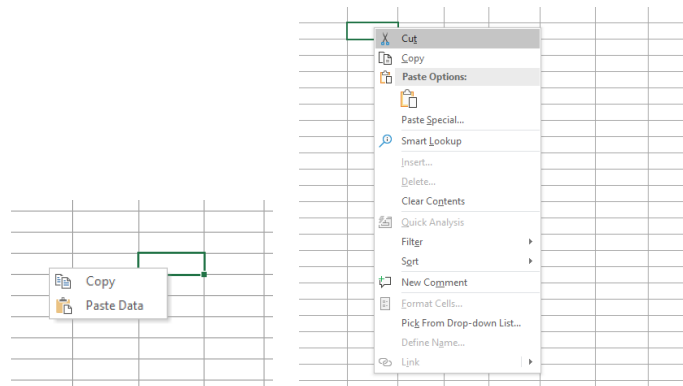 Copy
Paste Data
Cut
Copy
Paste Options:
Paste Special...
Smart Lookup
Insert...
Delete...
Clear Contents
Quick Analysis
Filter
Sort
New Comment
Format Cells...
Pick From Drop-down List...
Define Name...
Link